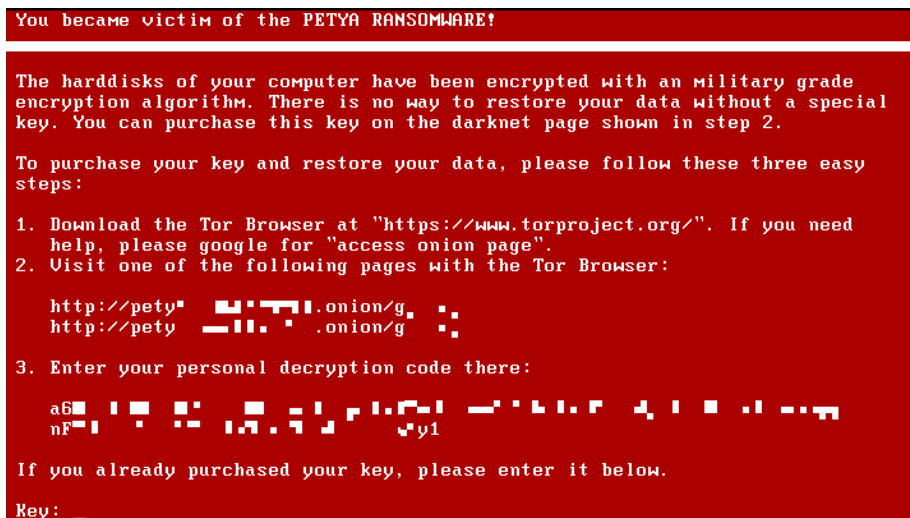 You became victim of the PETYA RANSOMWARE!
The harddisks of your computer have been encrypted with an military grade
encryption algorithm. There is no way to restore your data without a special
key. You can purchase this key on the darknet page shown in step 2.
To purchase your key and restore your data, please follow these three easy
steps:
1. Download the Tor Browser at "https://www.torproject.org/". If you need
help, please google for "access onion page".
2. Visit one of the following pages with the Tor Browser:
http://pety .onion/g
http://pety .onion/g
3. Enter your personal decryption code there:
a6
nF y1
If you already purchased your key, please enter it below.
Key: _